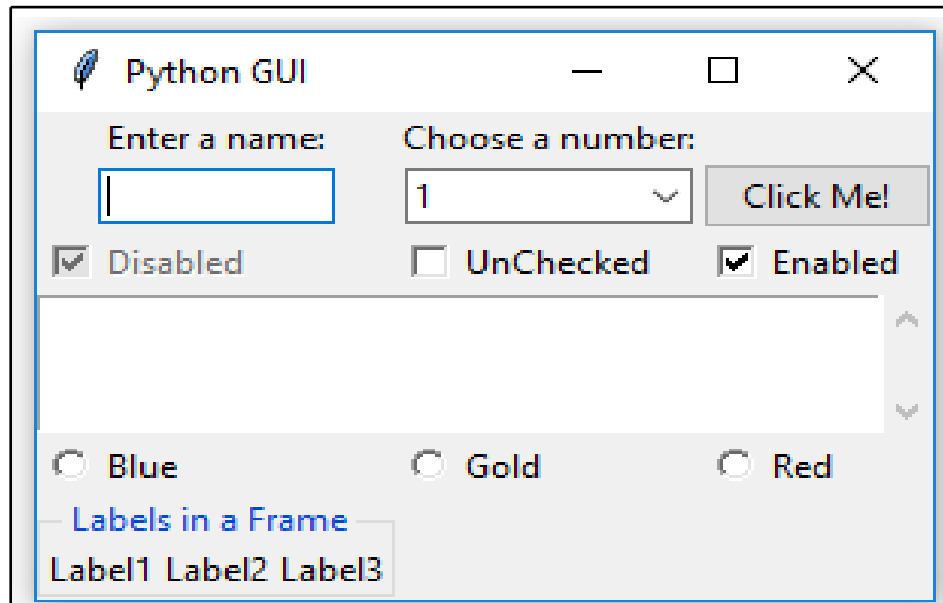 Python GUI
Enter a name: Choose a number:
1 Click Me!
Disabled UnChecked Enabled
Blue Gold Red
Labels in a Frame
Label1 Label2 Label3